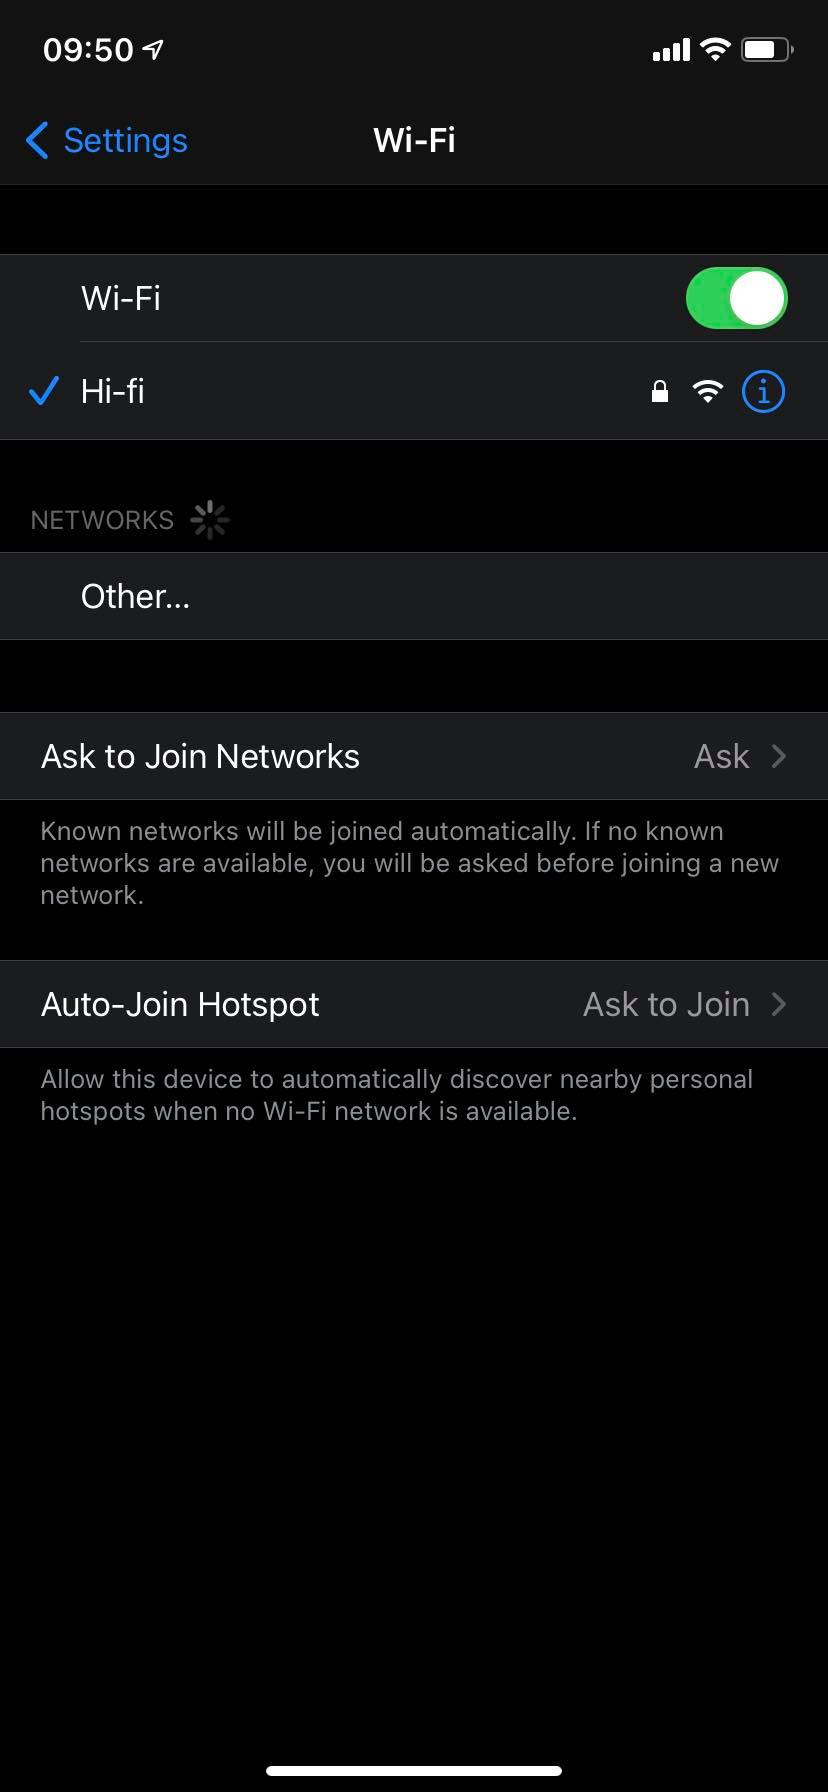 09:50
Settings
Wi-Fi
Wi-Fi
Hi-fi
NETWORKS
Other...
Ask to Join Networks Ask
Known networks will be joined automatically. If no known
networks are available, you will be asked before joining a new
network.
Auto-Join Hotspot Ask to Join
Allow this device to automatically discover nearby personal
hotspots when no Wi-Fi network is available.